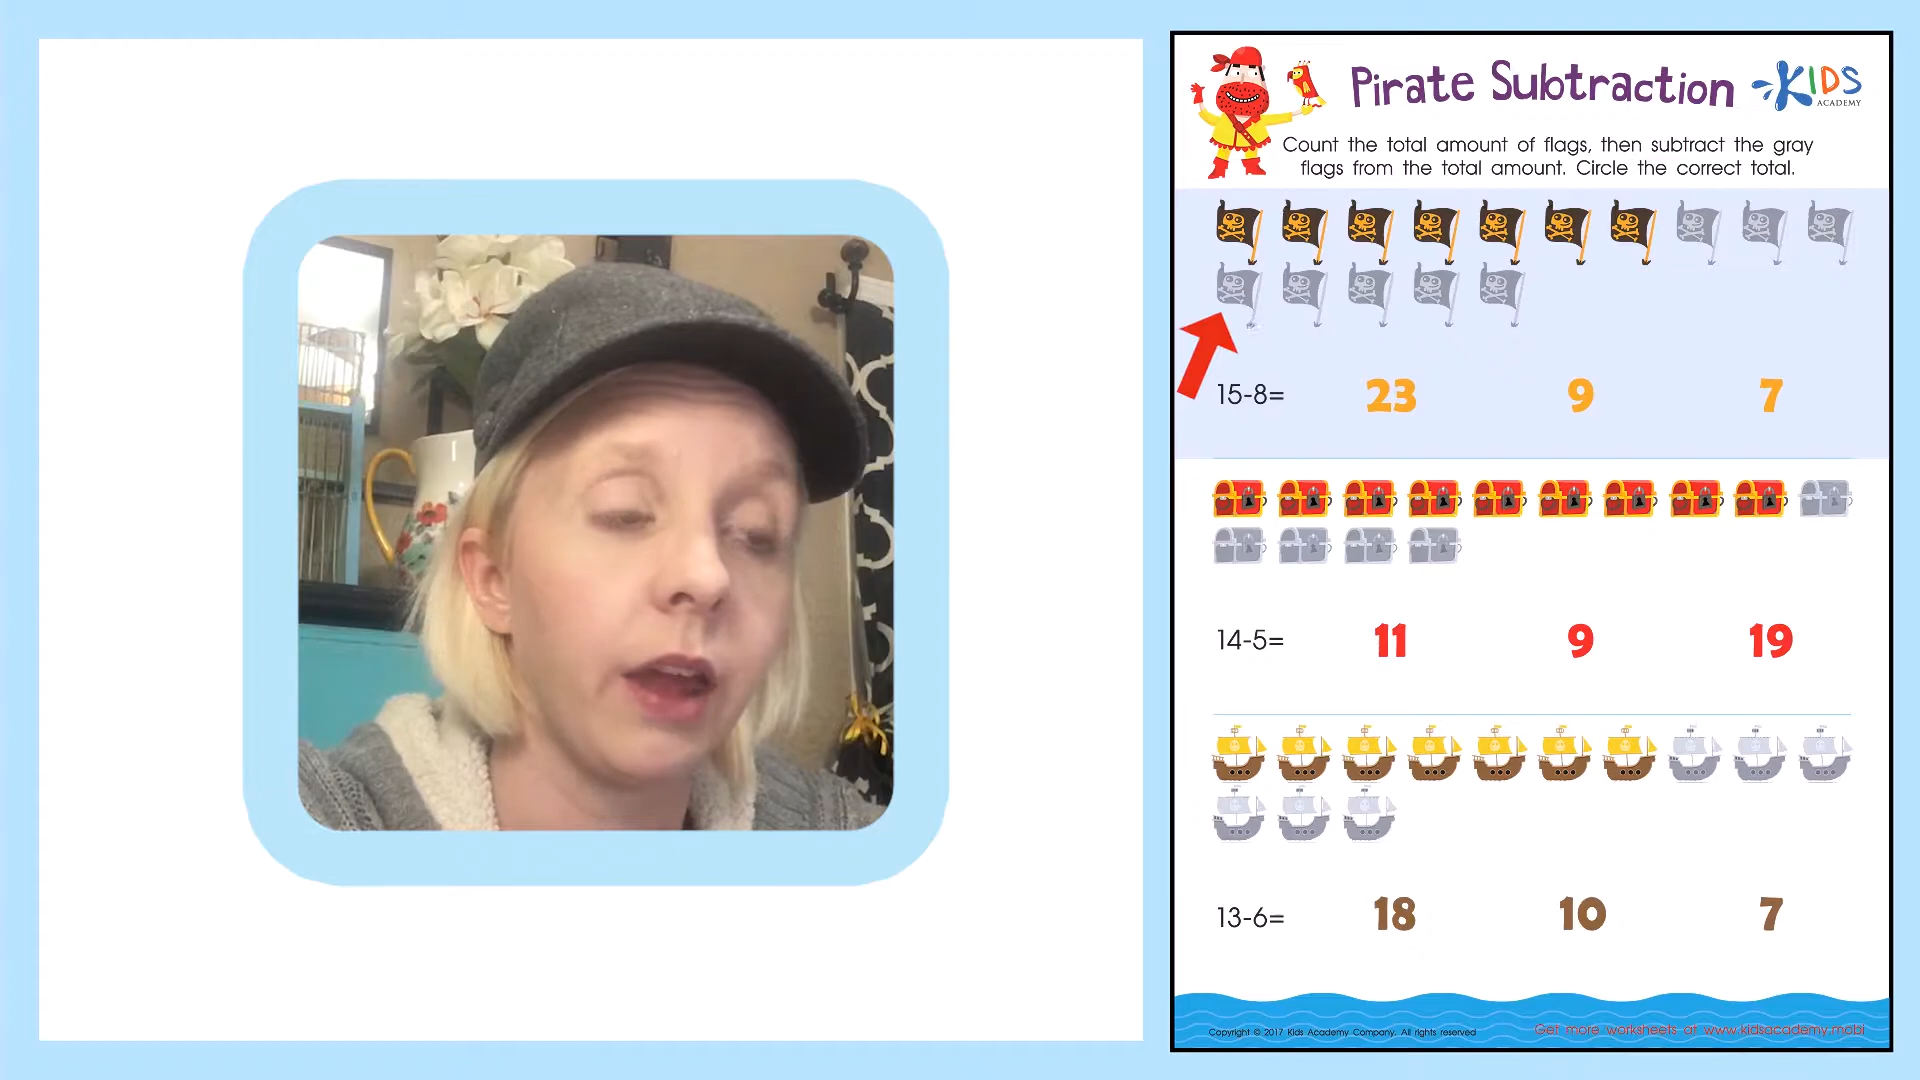 Pirate Subtraction
KIDS
ACADEMY
Count the total amount of flags, then subtract the gray
flags from the total amount. Circle the correct total.
15-8= 23 9 7
14-5= 11 9 19
13-6= 18 10 7
Copyright © 2017 Kids Academy Company. All rights reserved
Get more worksheets at www.kidsacademy.mobi